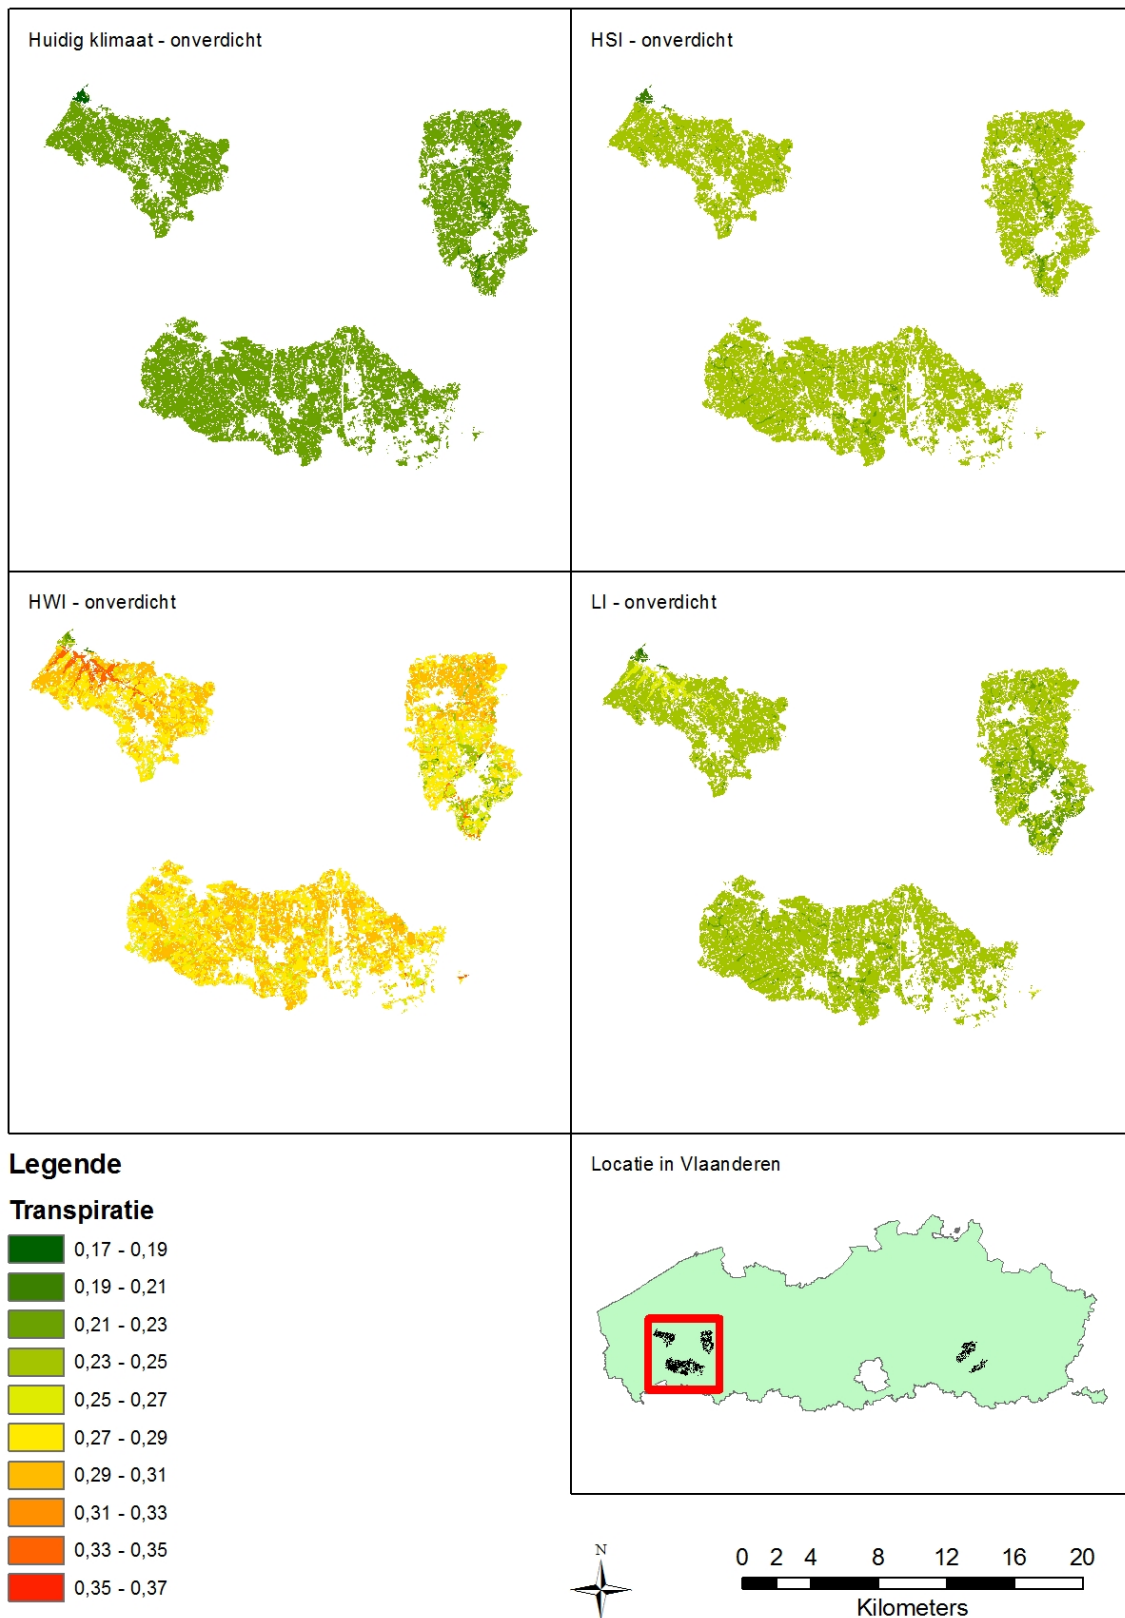 Huidig klimaat - onverdicht
HSI - onverdicht
HWI - onverdicht
LI - onverdicht
Legende
Transpiratie
0,17 - 0,19
0,19 - 0,21
0,21 - 0,23
0,23 - 0,25
0,25 - 0,27
0,27 - 0,29
0,29 - 0,31
0,31 - 0,33
0,33 - 0,35
0,35 - 0,37
Locatie in Vlaanderen
N
0 2 4 8 12 16 20
Kilometers